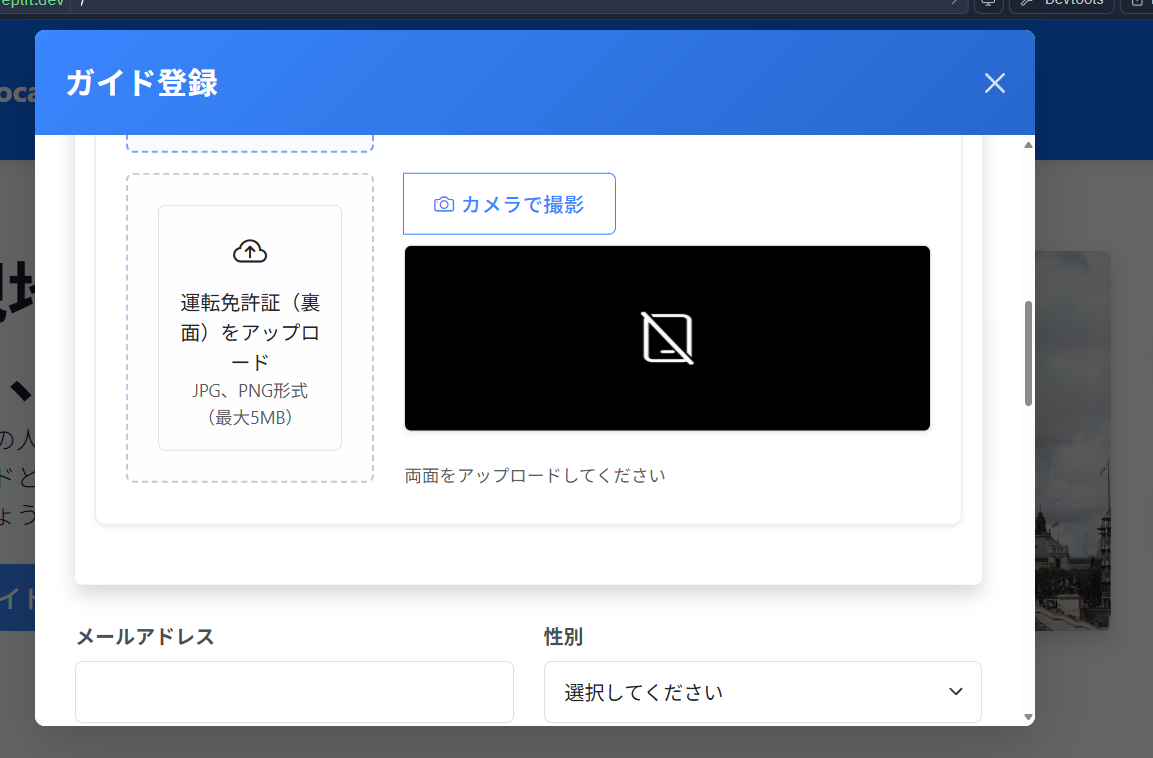 eplit.dev /
Devtools
ガイド登録
oca
カメラで撮影
運転免許証（裏
面）をアップロ
ード
JPG、PNG形式
（最大5MB）
両面をアップロードしてください
の人
ドと
ょう
イド
メールアドレス
性別
選択してください